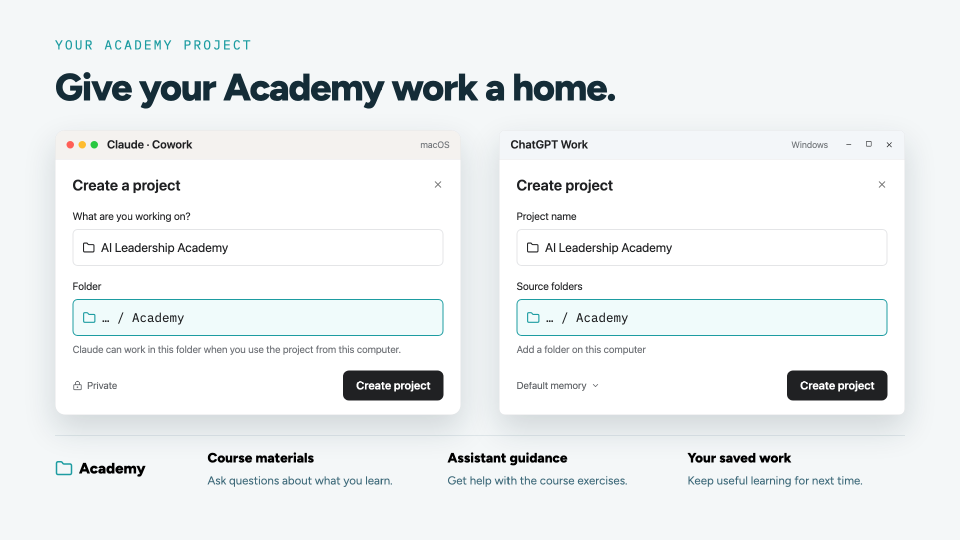 YOUR ACADEMY PROJECT
Give your Academy work a home.
Claude · Cowork
macOS
Create a project
What are you working on?
AI Leadership Academy
Folder
… / Academy
Claude can work in this folder when you use the project from this computer.
Private
Create project
ChatGPT Work
Windows
Create project
Project name
AI Leadership Academy
Source folders
… / Academy
Add a folder on this computer
Default memory
Create project
Academy
Course materials
Ask questions about what you learn.
Assistant guidance
Get help with the course exercises.
Your saved work
Keep useful learning for next time.